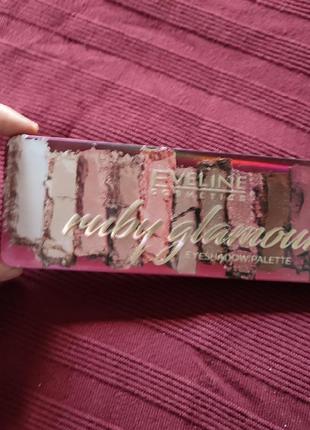 EVELINE
COSMETICS
ruby glamour
EYESHADOW PALETTE